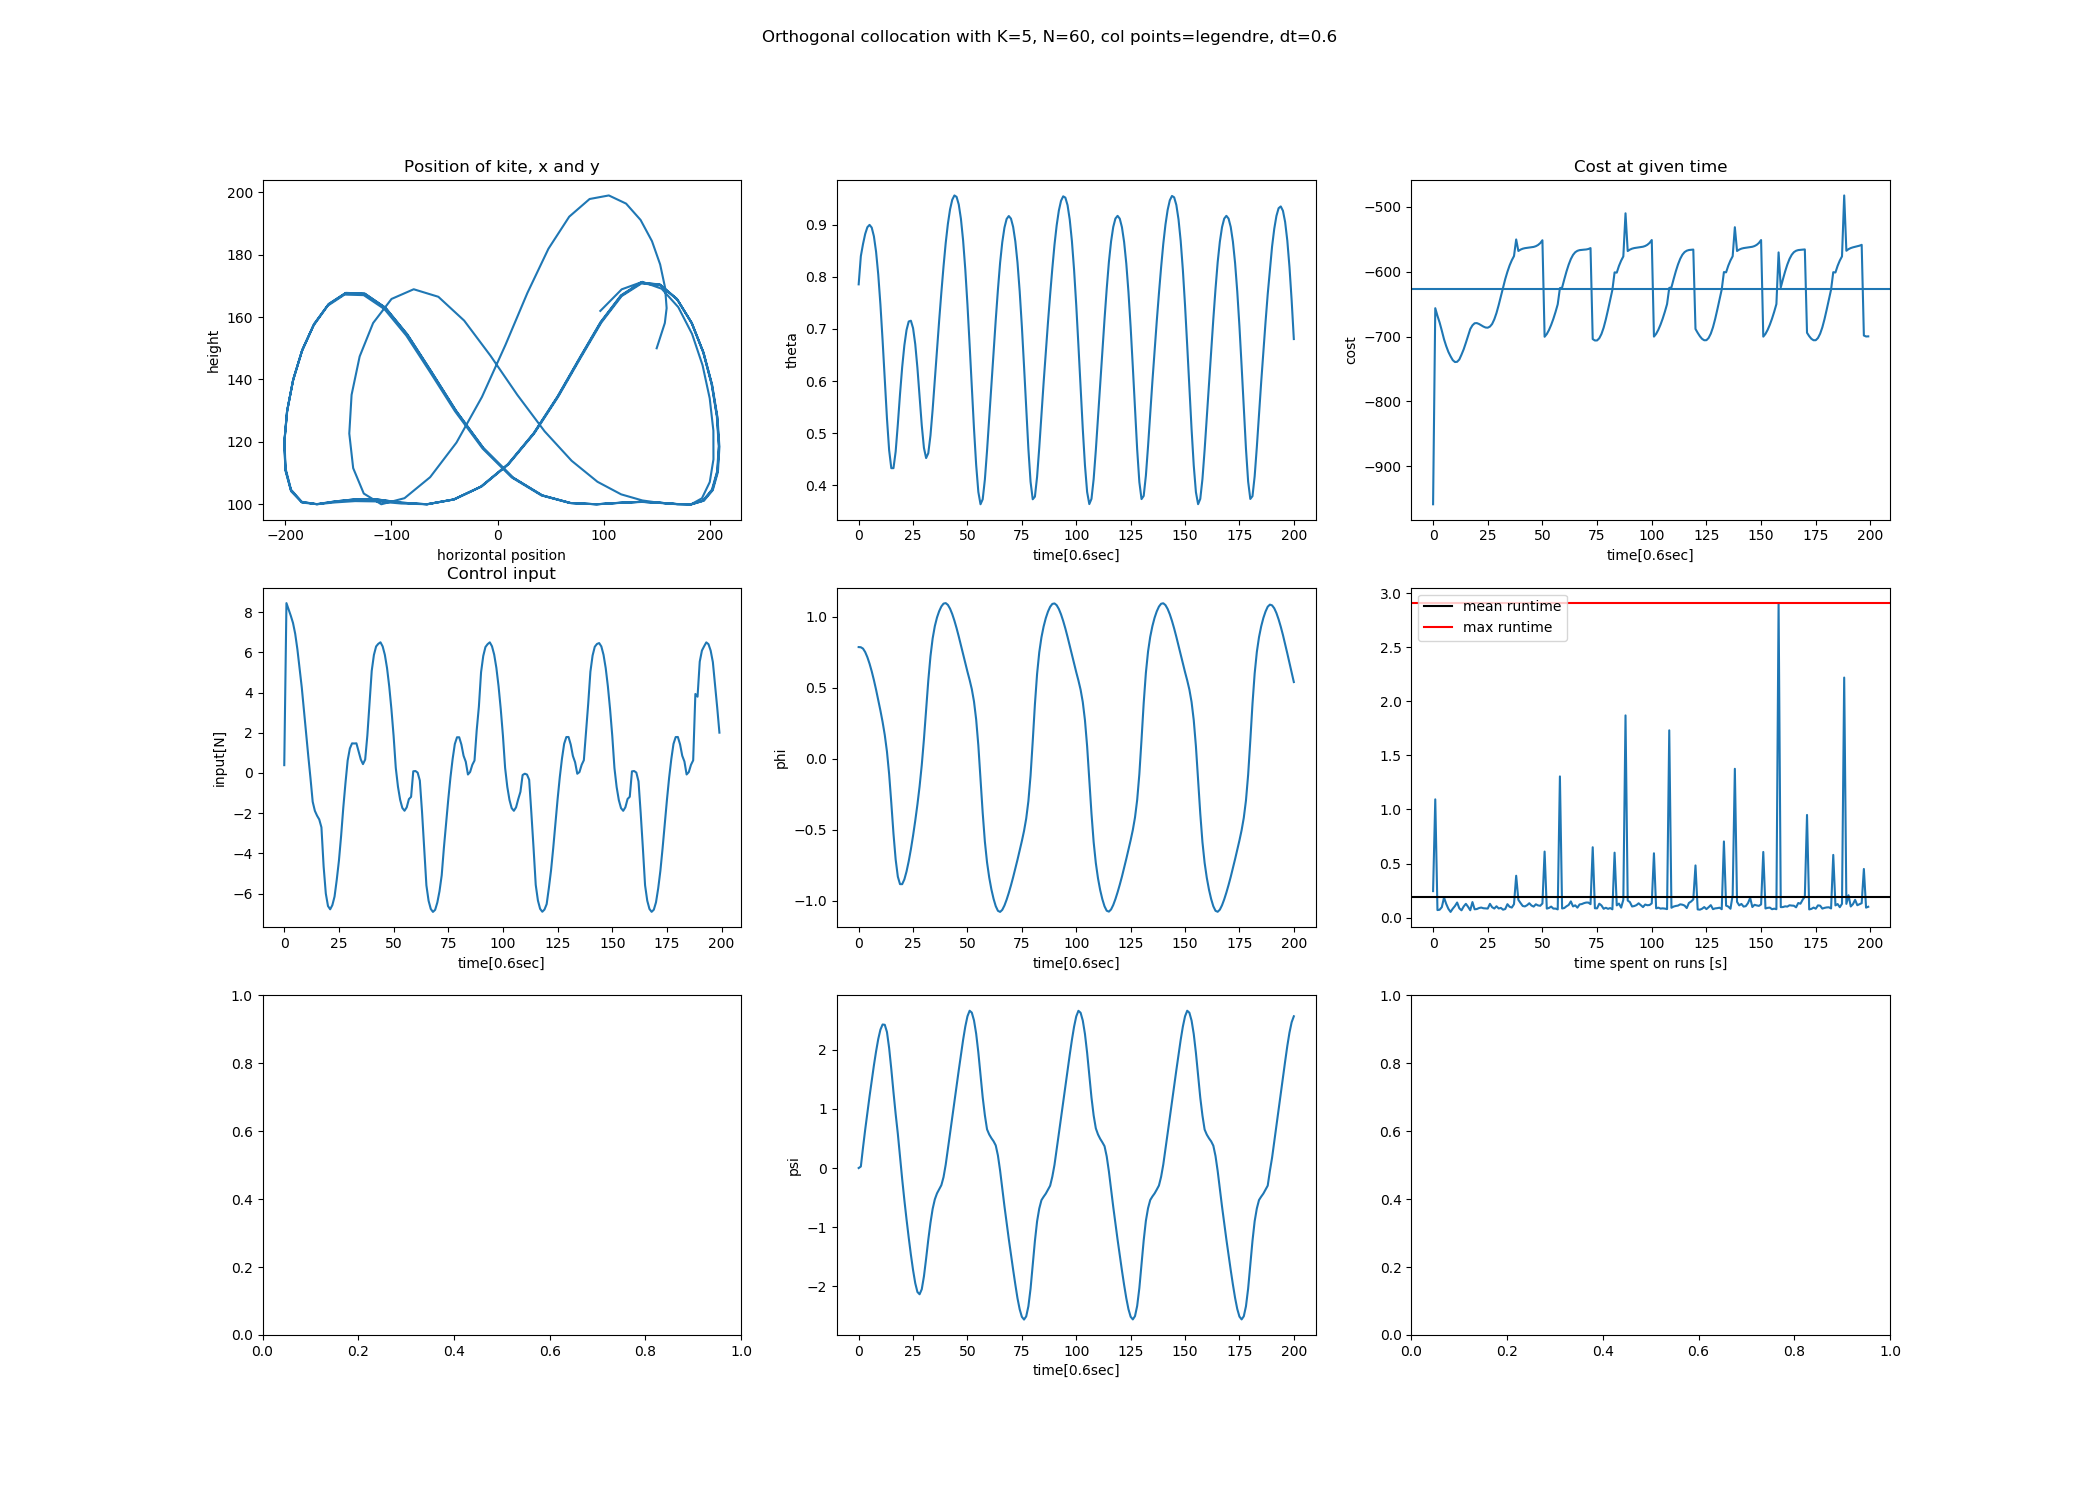 Orthogonal collocation with K=5, N=60, col points=legendre, dt=0.6
Position of kite, x and y
200
180
160
140
120
100
height
−200 −100 0 100 200
horizontal position
0.9
0.8
0.7
0.6
0.5
0.4
theta
0 25 50 75 100 125 150 175 200
time[0.6sec]
Cost at given time
−500
−600
−700
−800
−900
cost
0 25 50 75 100 125 150 175 200
time[0.6sec]
Control input
8
6
4
2
0
−2
−4
−6
input[N]
0 25 50 75 100 125 150 175 200
time[0.6sec]
1.0
0.5
0.0
−0.5
−1.0
phi
0 25 50 75 100 125 150 175 200
time[0.6sec]
3.0
2.5
2.0
1.5
1.0
0.5
0.0
mean runtime
max runtime
0 25 50 75 100 125 150 175 200
time spent on runs [s]
1.0
0.8
0.6
0.4
0.2
0.0
0.0 0.2 0.4 0.6 0.8 1.0
2
1
0
−1
−2
psi
0 25 50 75 100 125 150 175 200
time[0.6sec]
1.0
0.8
0.6
0.4
0.2
0.0
0.0 0.2 0.4 0.6 0.8 1.0